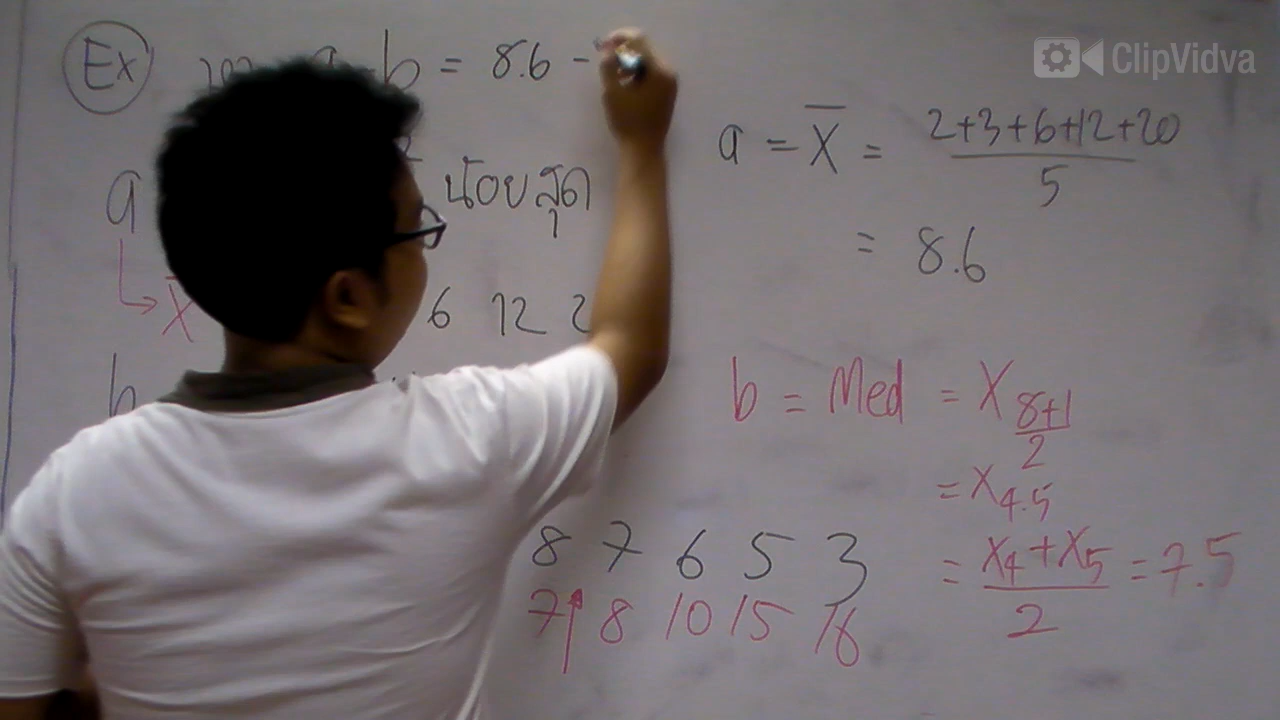 Ex a - b = 8.6 -
ClipVidva
a = X̄ = 2+3+6+12+20 / 5
= 8.6
a น้อยสุด
X̄ 6 12 2
b
b = Med = X 8+1 / 2
= X 4.5
= X4 + X5 / 2 = 7.5
8 7 6 5 3
7 8 10 15 18